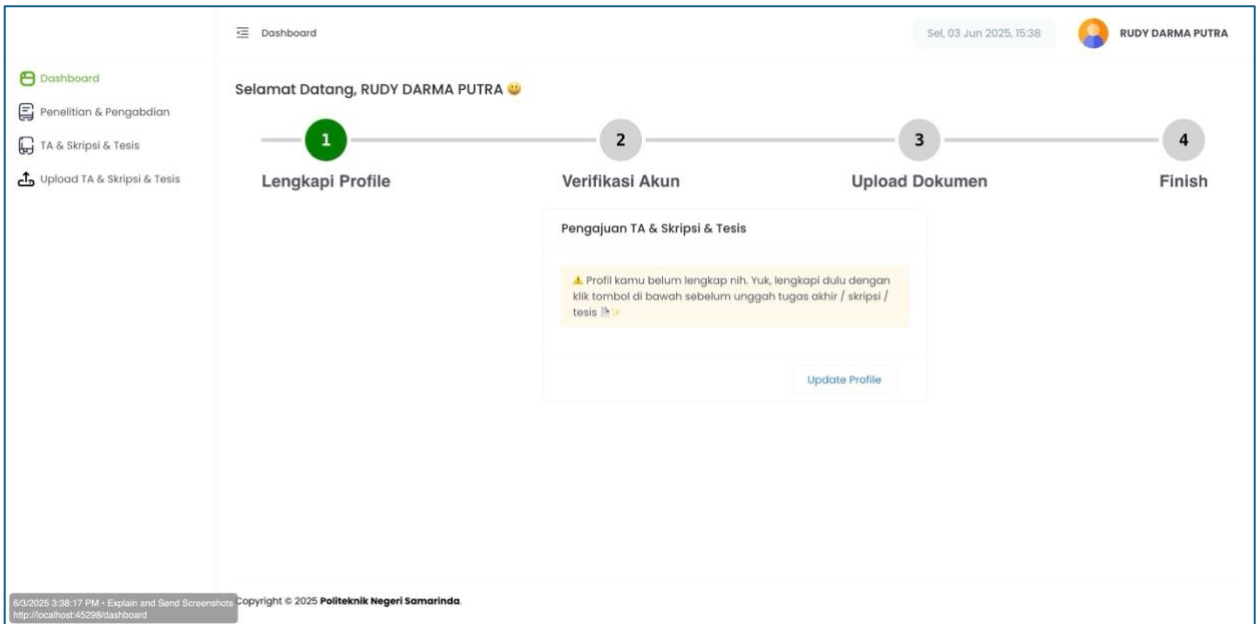 Dashboard
Sel, 03 Jun 2025, 15:38
RUDY DARMA PUTRA
Dashboard
Penelitian & Pengabdian
TA & Skripsi & Tesis
Upload TA & Skripsi & Tesis
Selamat Datang, RUDY DARMA PUTRA 😃
1
2
3
4
Lengkapi Profile
Verifikasi Akun
Upload Dokumen
Finish
Pengajuan TA & Skripsi & Tesis
⚠️ Profil kamu belum lengkap nih. Yuk, lengkapi dulu dengan
klik tombol di bawah sebelum unggah tugas akhir / skripsi /
tesis 📄✨
Update Profile
6/3/2025 3:38:17 PM - Explain and Send Screenshots
http://localhost:45298/dashboard
Copyright © 2025 Politeknik Negeri Samarinda.